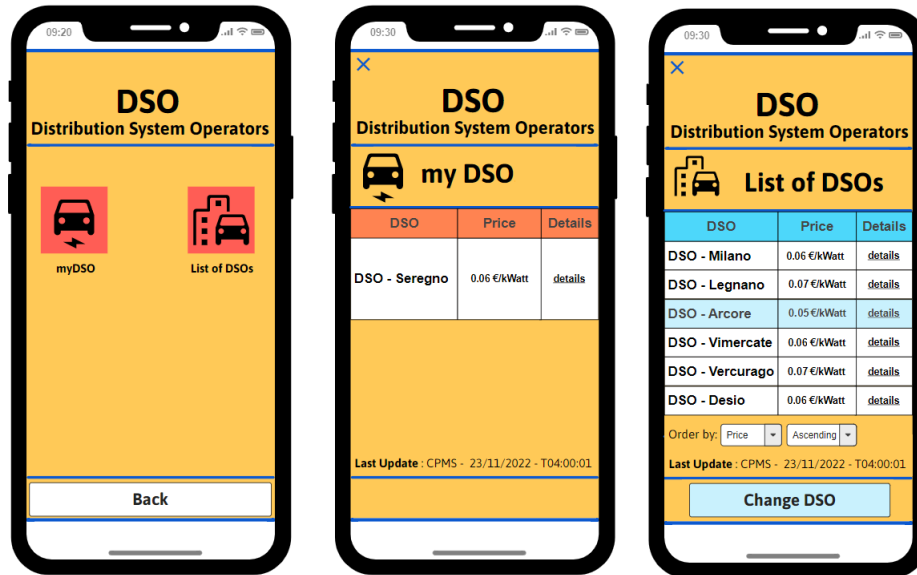 09:20
DSO
Distribution System Operators
myDSO
List of DSOs
Back
09:30
DSO
Distribution System Operators
my DSO
DSO Price Details
DSO - Seregno 0.06 €/kWatt details
Last Update : CPMS - 23/11/2022 - T04:00:01
09:30
DSO
Distribution System Operators
List of DSOs
DSO Price Details
DSO - Milano 0.06 €/kWatt details
DSO - Legnano 0.07 €/kWatt details
DSO - Arcore 0.05 €/kWatt details
DSO - Vimercate 0.06 €/kWatt details
DSO - Vercurago 0.07 €/kWatt details
DSO - Desio 0.06 €/kWatt details
Order by: Price Ascending
Last Update : CPMS - 23/11/2022 - T04:00:01
Change DSO